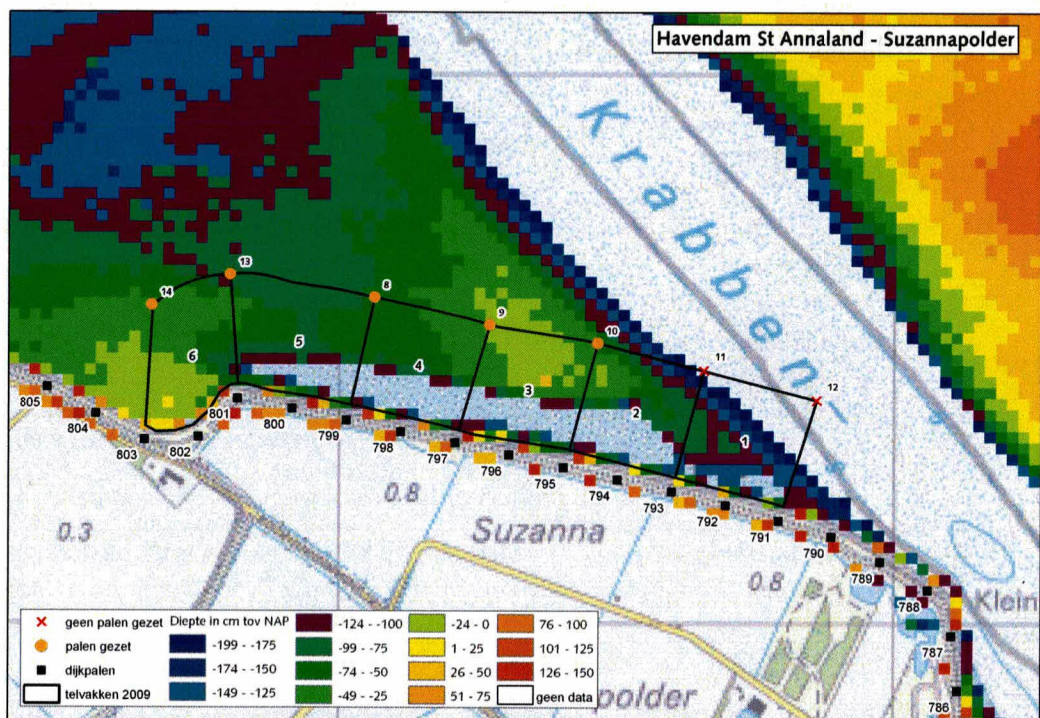 Havendam St Annaland - Suzannapolder
Krabben
13
14
8
9
10
11
12
6
5
4
3
2
1
805
804
803
802
801
800
799
798
797
796
795
794
793
792
791
790
789
788
787
786
0.8
0.3
Suzanna
0.8
Klein
polder
geen palen gezet
palen gezet
dijkpalen
telvakken 2009
Diepte in cm tov NAP
-199 - -175
-174 - -150
-149 - -125
-124 - -100
-99 - -75
-74 - -50
-49 - -25
-24 - 0
1 - 25
26 - 50
51 - 75
76 - 100
101 - 125
126 - 150
geen data